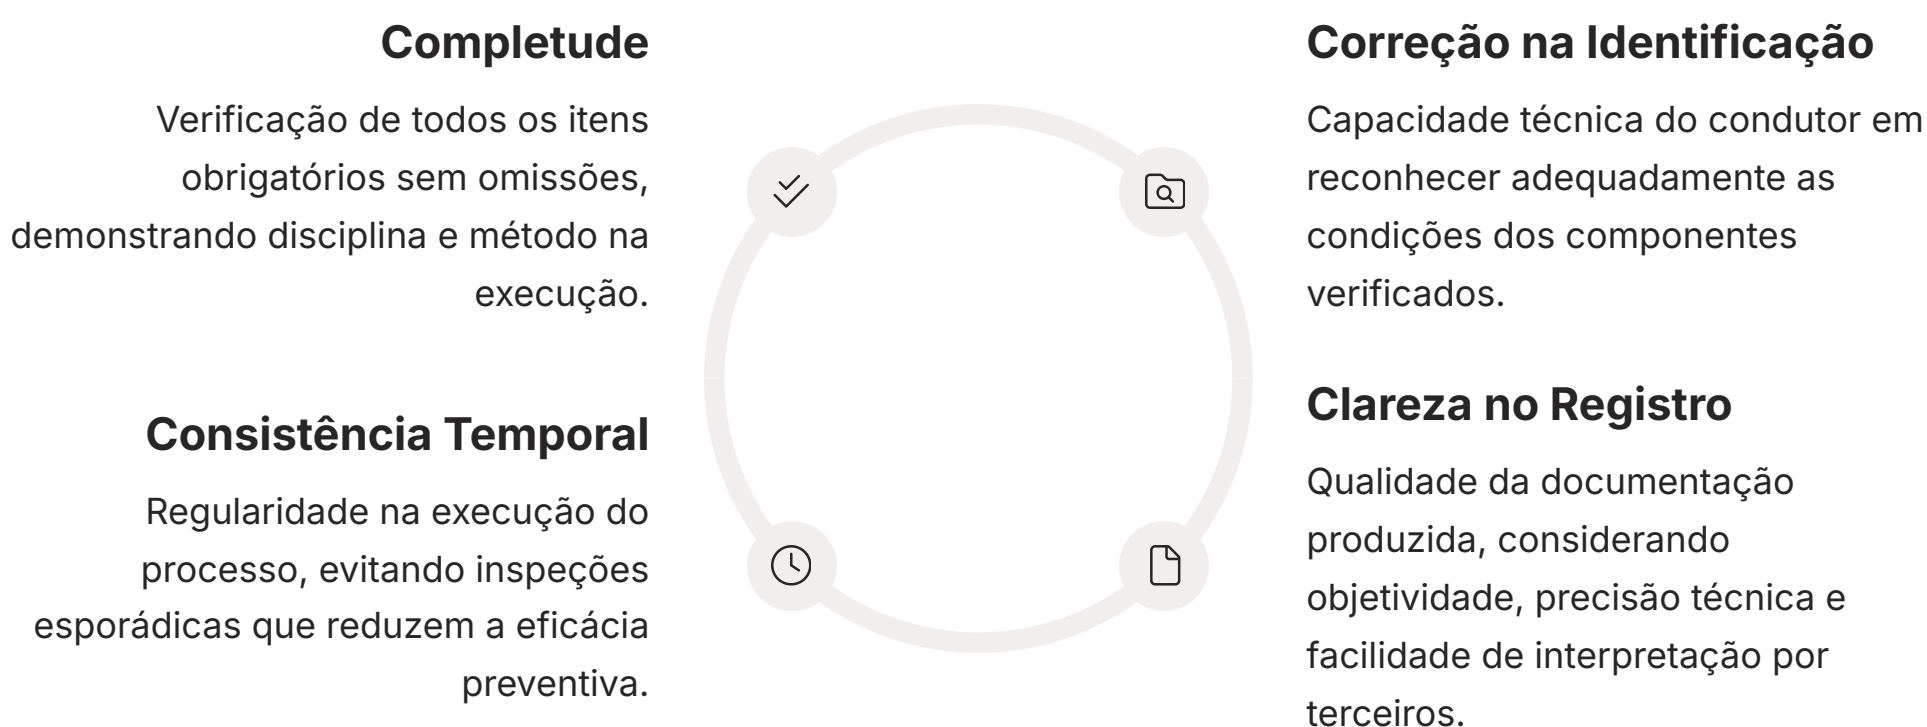 Completude
Verificação de todos os itens
obrigatórios sem omissões,
demonstrando disciplina e método na
execução.
Correção na Identificação
Capacidade técnica do condutor em
reconhecer adequadamente as
condições dos componentes
verificados.
Consistência Temporal
Regularidade na execução do
processo, evitando inspeções
esporádicas que reduzem a eficácia
preventiva.
Clareza no Registro
Qualidade da documentação
produzida, considerando
objetividade, precisão técnica e
facilidade de interpretação por
terceiros.